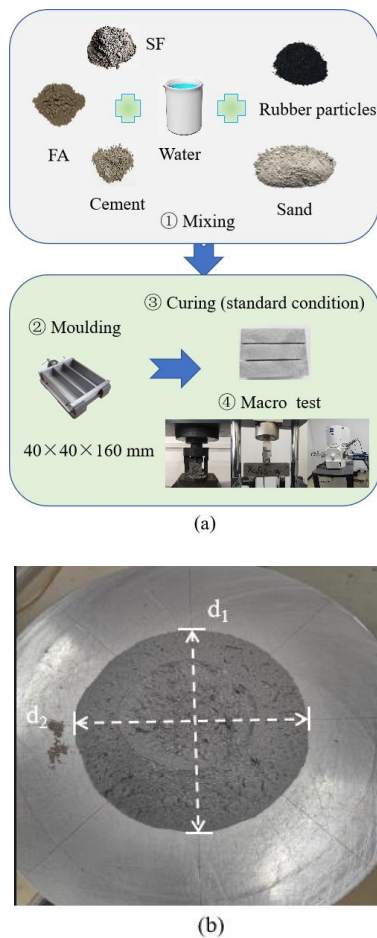 SF
FA
Water
Rubber particles
Cement
Sand
① Mixing
③ Curing (standard condition)
② Moulding
④ Macro test
40×40×160 mm
(a)
d₁
d₂
(b)